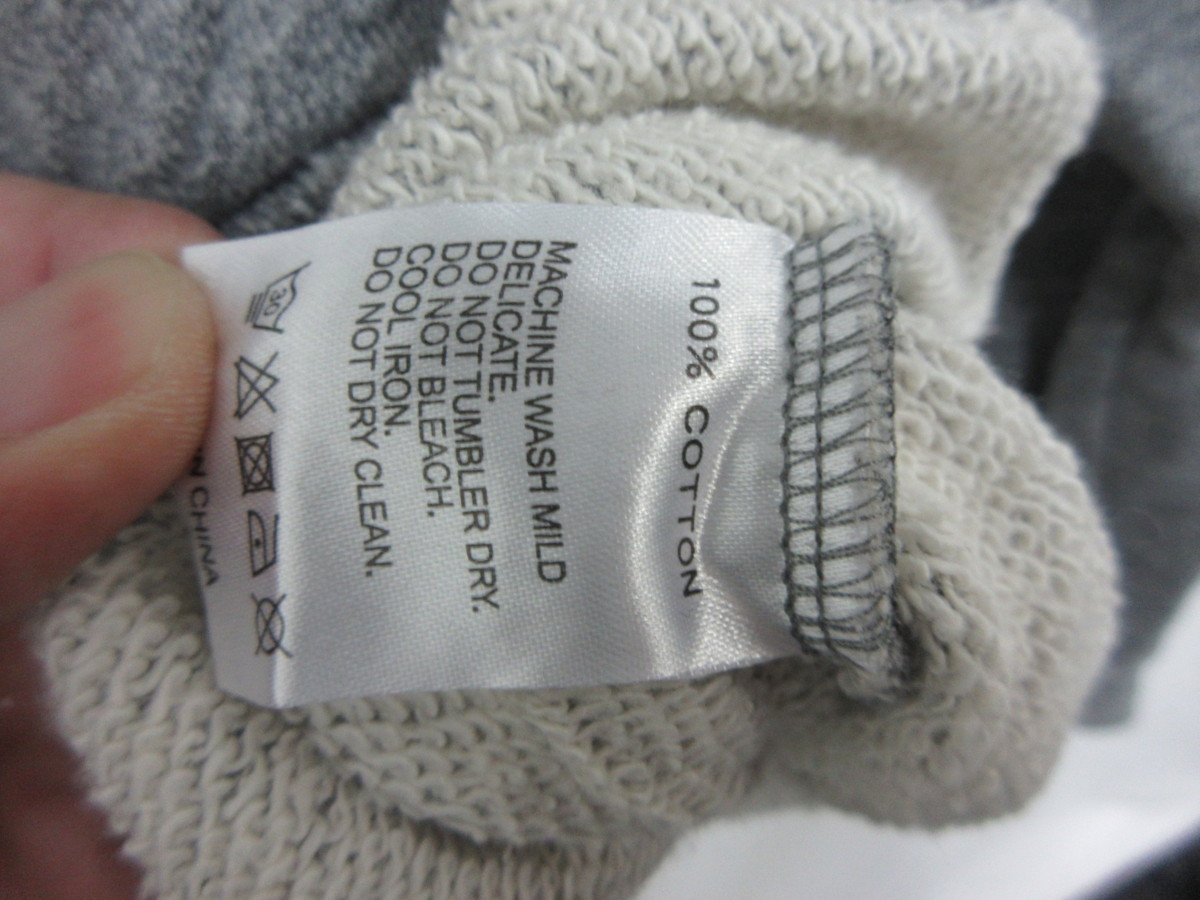 100% COTTON
MACHINE WASH MILD
DELICATE.
DO NOT TUMBLER DRY.
DO NOT BLEACH.
COOL IRON.
DO NOT DRY CLEAN.
30
CHINA